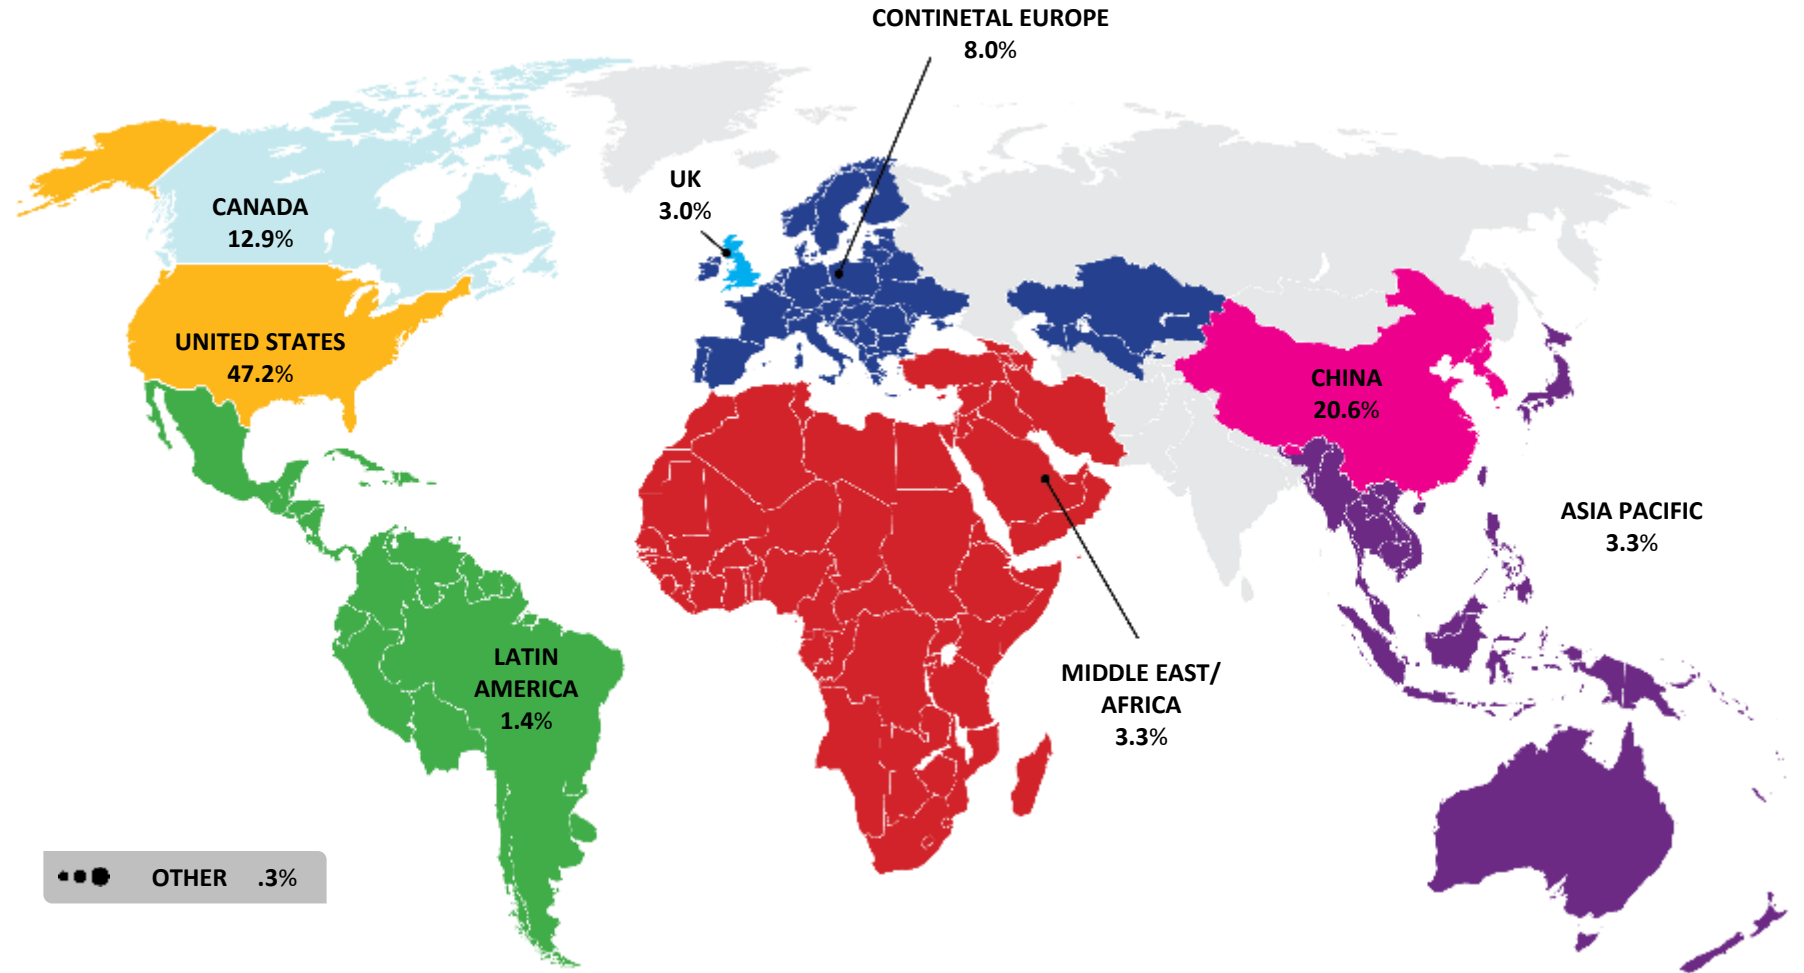 CONTINETAL EUROPE
8.0%
UK
3.0%
CANADA
12.9%
UNITED STATES
47.2%
CHINA
20.6%
ASIA PACIFIC
3.3%
LATIN
AMERICA
1.4%
MIDDLE EAST/
AFRICA
3.3%
OTHER .3%